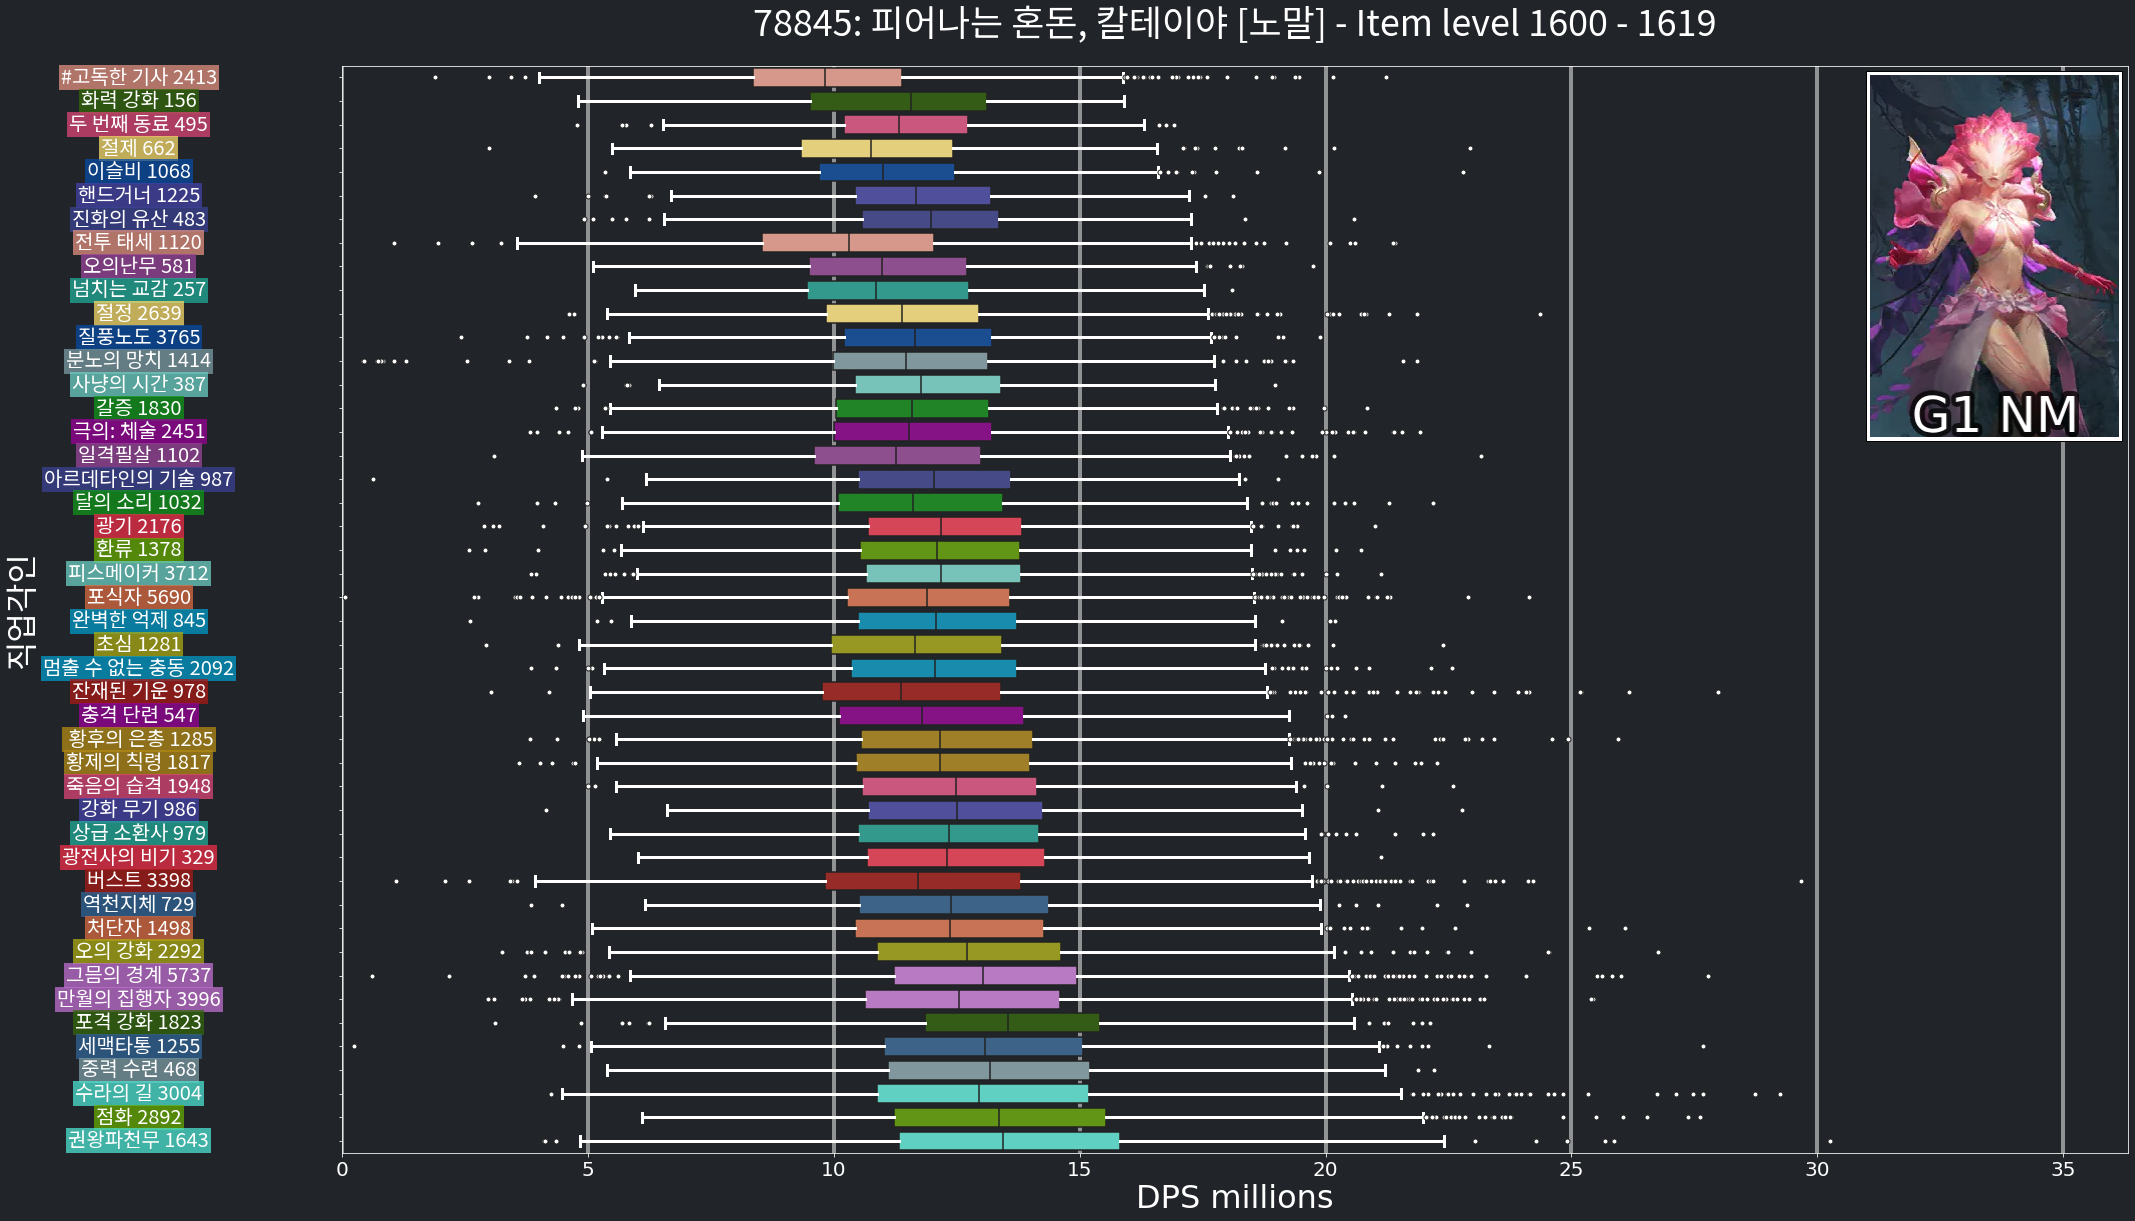 78845: 피어나는 혼돈, 칼테이야 [노말] - Item level 1600 - 1619
#고독한 기사 2413
화력 강화 156
두 번째 동료 495
절제 662
이슬비 1068
핸드거너 1225
진화의 유산 483
전투 태세 1120
오의난무 581
넘치는 교감 257
절정 2639
질풍노도 3765
분노의 망치 1414
사냥의 시간 387
갈증 1830
극의: 체술 2451
일격필살 1102
아르데타인의 기술 987
달의 소리 1032
광기 2176
환류 1378
피스메이커 3712
포식자 5690
완벽한 억제 845
초심 1281
멈출 수 없는 충동 2092
잔재된 기운 978
충격 단련 547
황후의 은총 1285
황제의 칙령 1817
죽음의 습격 1948
강화 무기 986
상급 소환사 979
광전사의 비기 329
버스트 3398
역천지체 729
처단자 1498
오의 강화 2292
그믐의 경계 5737
만월의 집행자 3996
포격 강화 1823
세맥타통 1255
중력 수련 468
수라의 길 3004
점화 2892
권왕파천무 1643
직업각인
G1 NM
0 5 10 15 20 25 30 35
DPS millions